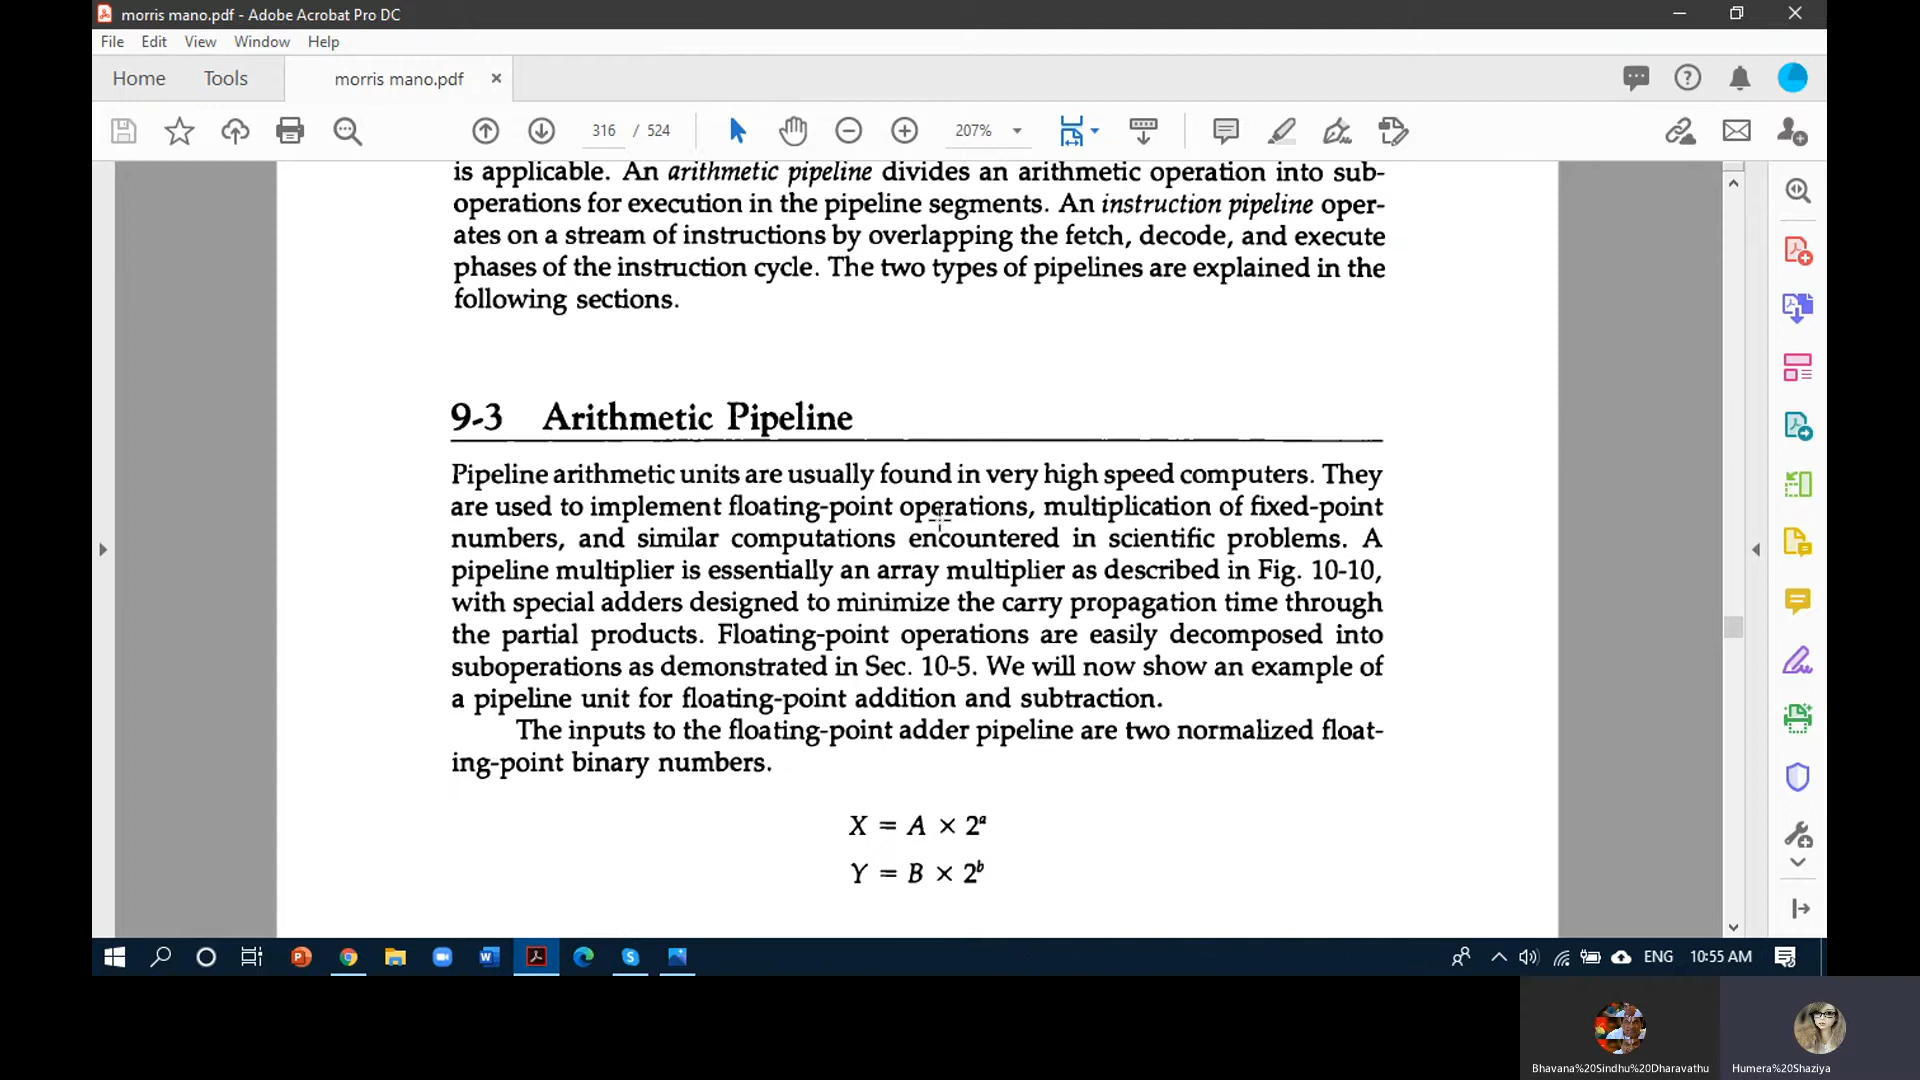 morris mano.pdf - Adobe Acrobat Pro DC
File Edit View Window Help
Home Tools morris mano.pdf
316 / 524 207%
is applicable. An arithmetic pipeline divides an arithmetic operation into sub-
operations for execution in the pipeline segments. An instruction pipeline oper-
ates on a stream of instructions by overlapping the fetch, decode, and execute
phases of the instruction cycle. The two types of pipelines are explained in the
following sections.
9-3 Arithmetic Pipeline
Pipeline arithmetic units are usually found in very high speed computers. They
are used to implement floating-point operations, multiplication of fixed-point
numbers, and similar computations encountered in scientific problems. A
pipeline multiplier is essentially an array multiplier as described in Fig. 10-10,
with special adders designed to minimize the carry propagation time through
the partial products. Floating-point operations are easily decomposed into
suboperations as demonstrated in Sec. 10-5. We will now show an example of
a pipeline unit for floating-point addition and subtraction.
The inputs to the floating-point adder pipeline are two normalized float-
ing-point binary numbers.
X = A × 2ᵃ
Y = B × 2ᵇ
ENG 10:55 AM
Bhavana%20Sindhu%20Dharavathu Humera%20Shaziya